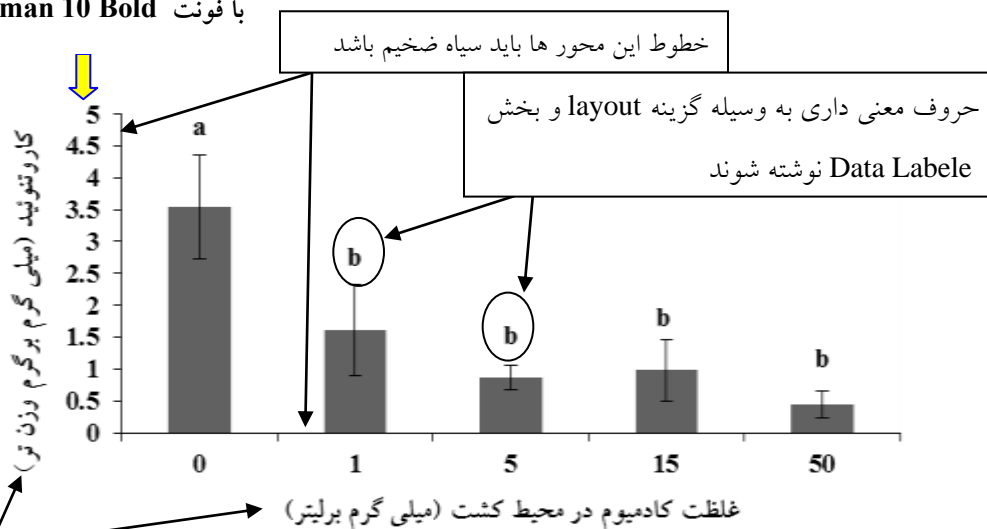 با فونت man 10 Bold
خطوط این محور ها باید سیاه ضخیم باشد
حروف معنی داری به وسیله گزینه layout و بخش
Data Labele نوشته شوند
کاروتنوئید (میلی گرم برگرم وزن تر)
5
4.5
4
3.5
3
2.5
2
1.5
1
0.5
0
a
b
b
b
b
0 1 5 15 50
غلظت کادمیوم در محیط کشت (میلی گرم برلیتر)